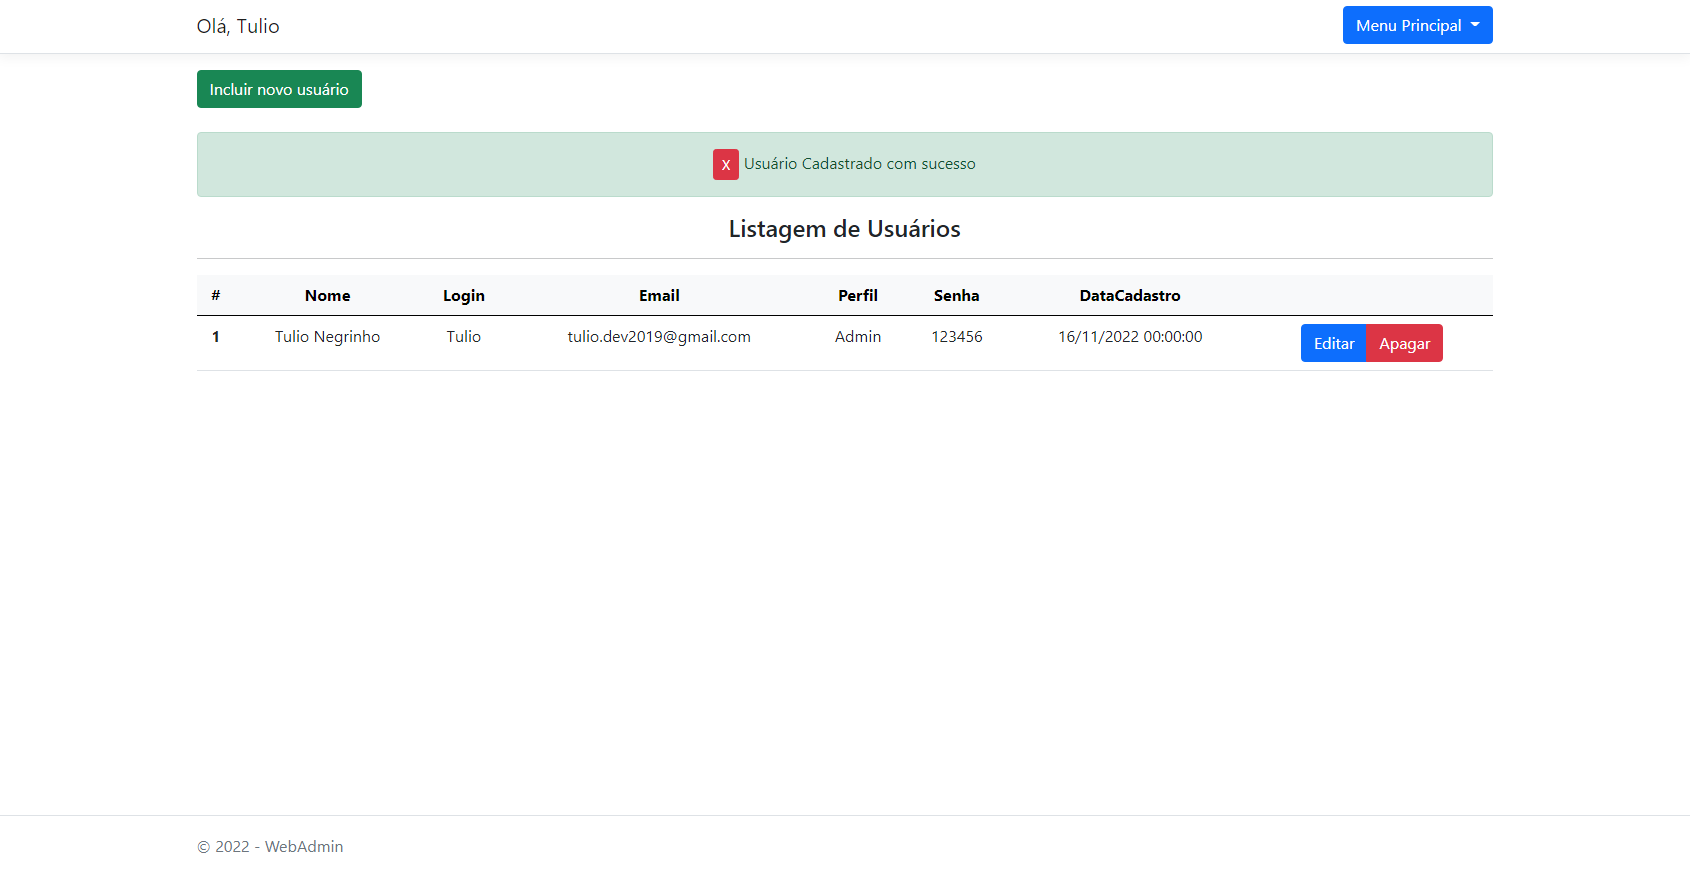 Olá, Tulio
Menu Principal
Incluir novo usuário
X Usuário Cadastrado com sucesso
Listagem de Usuários
# Nome Login Email Perfil Senha DataCadastro
1 Tulio Negrinho Tulio tulio.dev2019@gmail.com Admin 123456 16/11/2022 00:00:00 Editar Apagar
© 2022 - WebAdmin